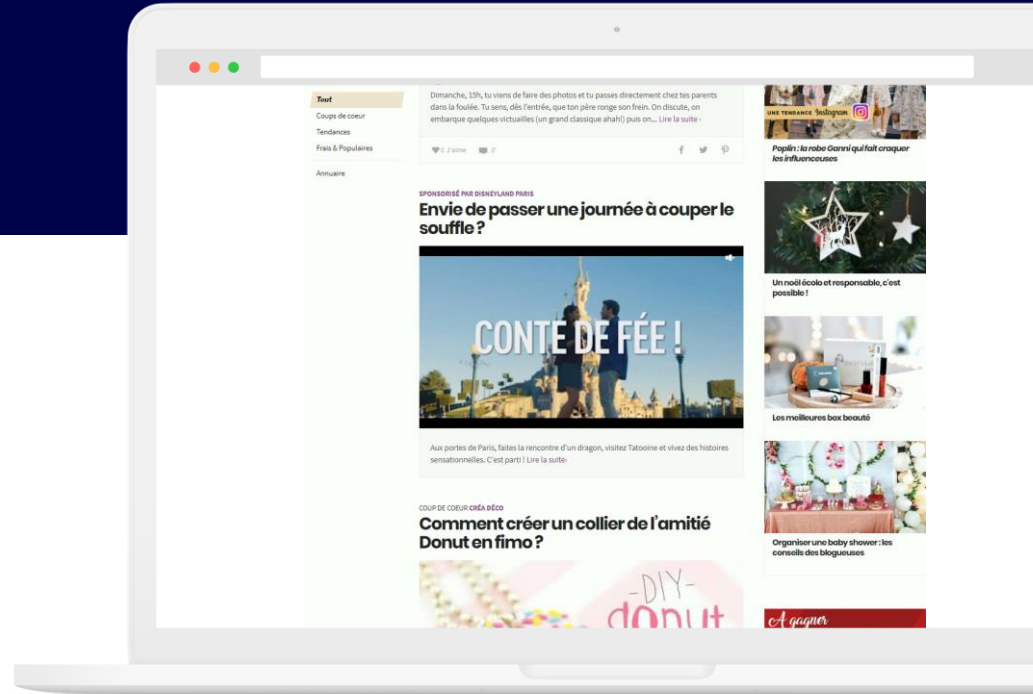 Tout
Coups de coeur
Tendances
Frais & Populaires
Annuaire
Dimanche, 15h, tu viens de faire des photos et tu passes directement chez tes parents
dans la foulée. Tu sens, dès l'entrée, que ton père ronge son frein. On discute, on
embarque quelques victuailles (un grand classique ahah!) puis on... Lire la suite ›
0 J'aime 0
SPONSORISÉ PAR DISNEYLAND PARIS
Envie de passer une journée à couper le
souffle ?
CONTE DE FÉE !
Aux portes de Paris, faites la rencontre d'un dragon, visitez Tatooine et vivez des histoires
sensationnelles. C'est parti ! Lire la suite›
COUP DE COEUR CRÉA DÉCO
Comment créer un collier de l'amitié
Donut en fimo ?
-DIY-
donut
UNE TENDANCE Instagram
Poplin : la robe Ganni qui fait craquer
les influenceuses
Un noël écolo et responsable, c'est
possible !
Les meilleures box beauté
Organiser une baby shower : les
conseils des blogueuses
A gagner